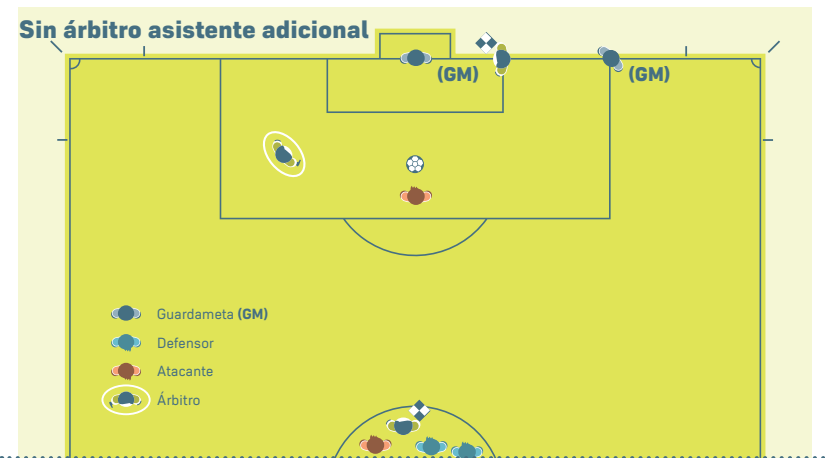 Sin árbitro asistente adicional
(GM) (GM)
Guardameta (GM)
Defensor
Atacante
Árbitro